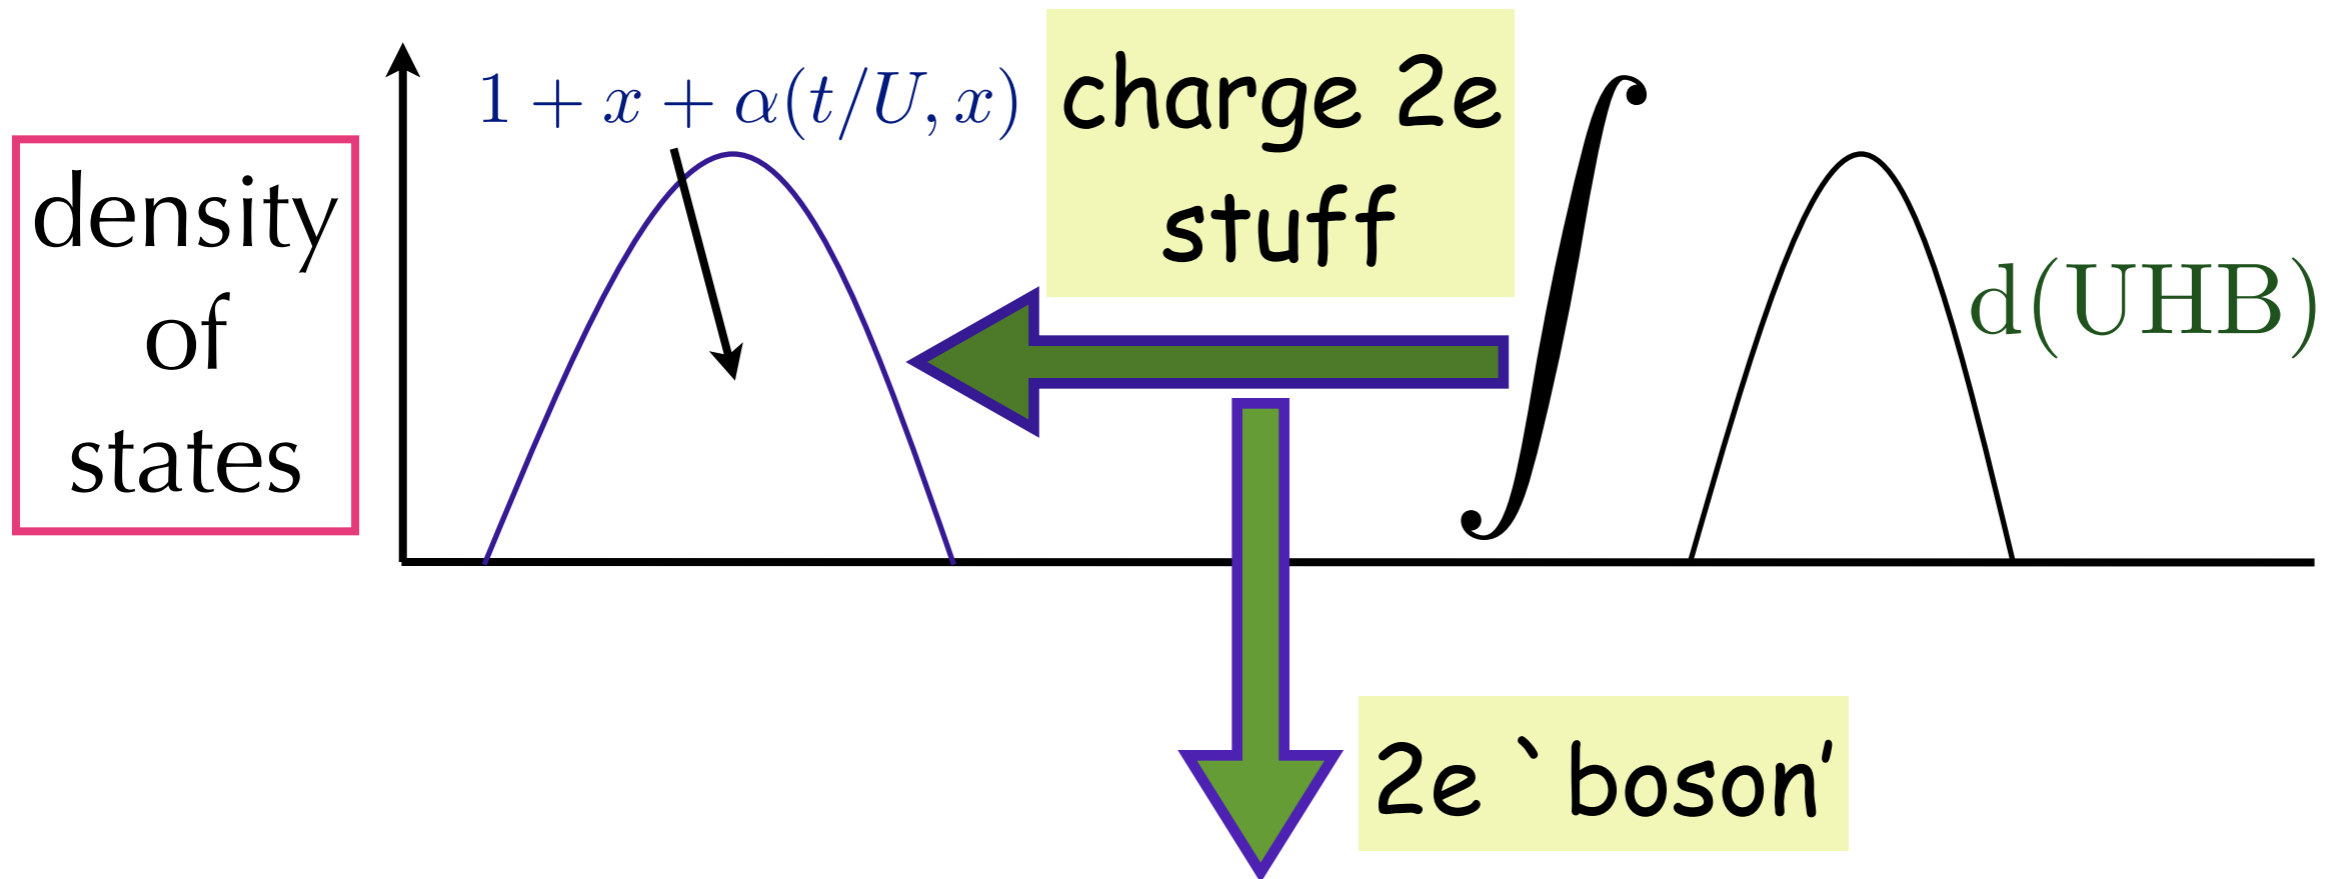 density
of
states
1 + x + α(t/U, x)
charge 2e
stuff
∫
d(UHB)
2e `boson'